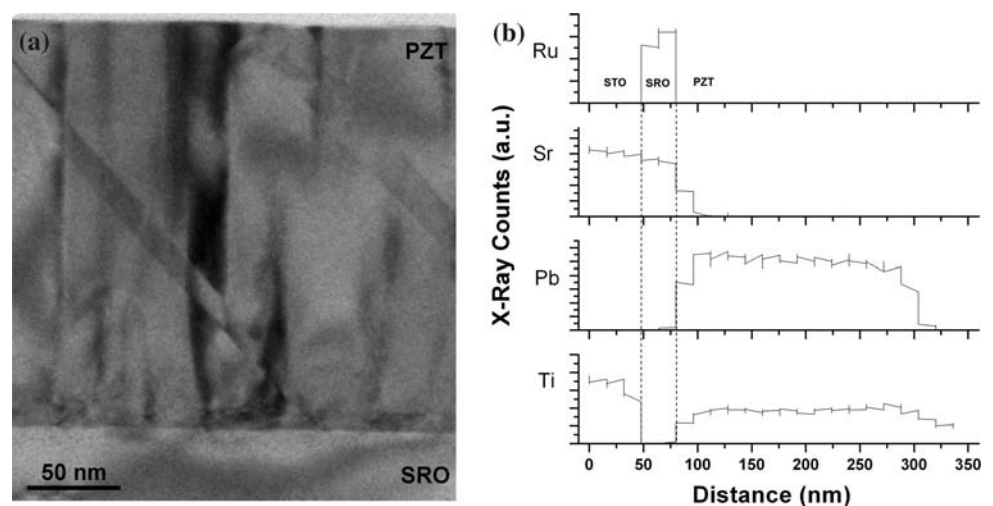 (a)
PZT
50 nm
SRO
(b)
X-Ray Counts (a.u.)
Ru
STO SRO PZT
Sr
Pb
Ti
0 50 100 150 200 250 300 350
Distance (nm)